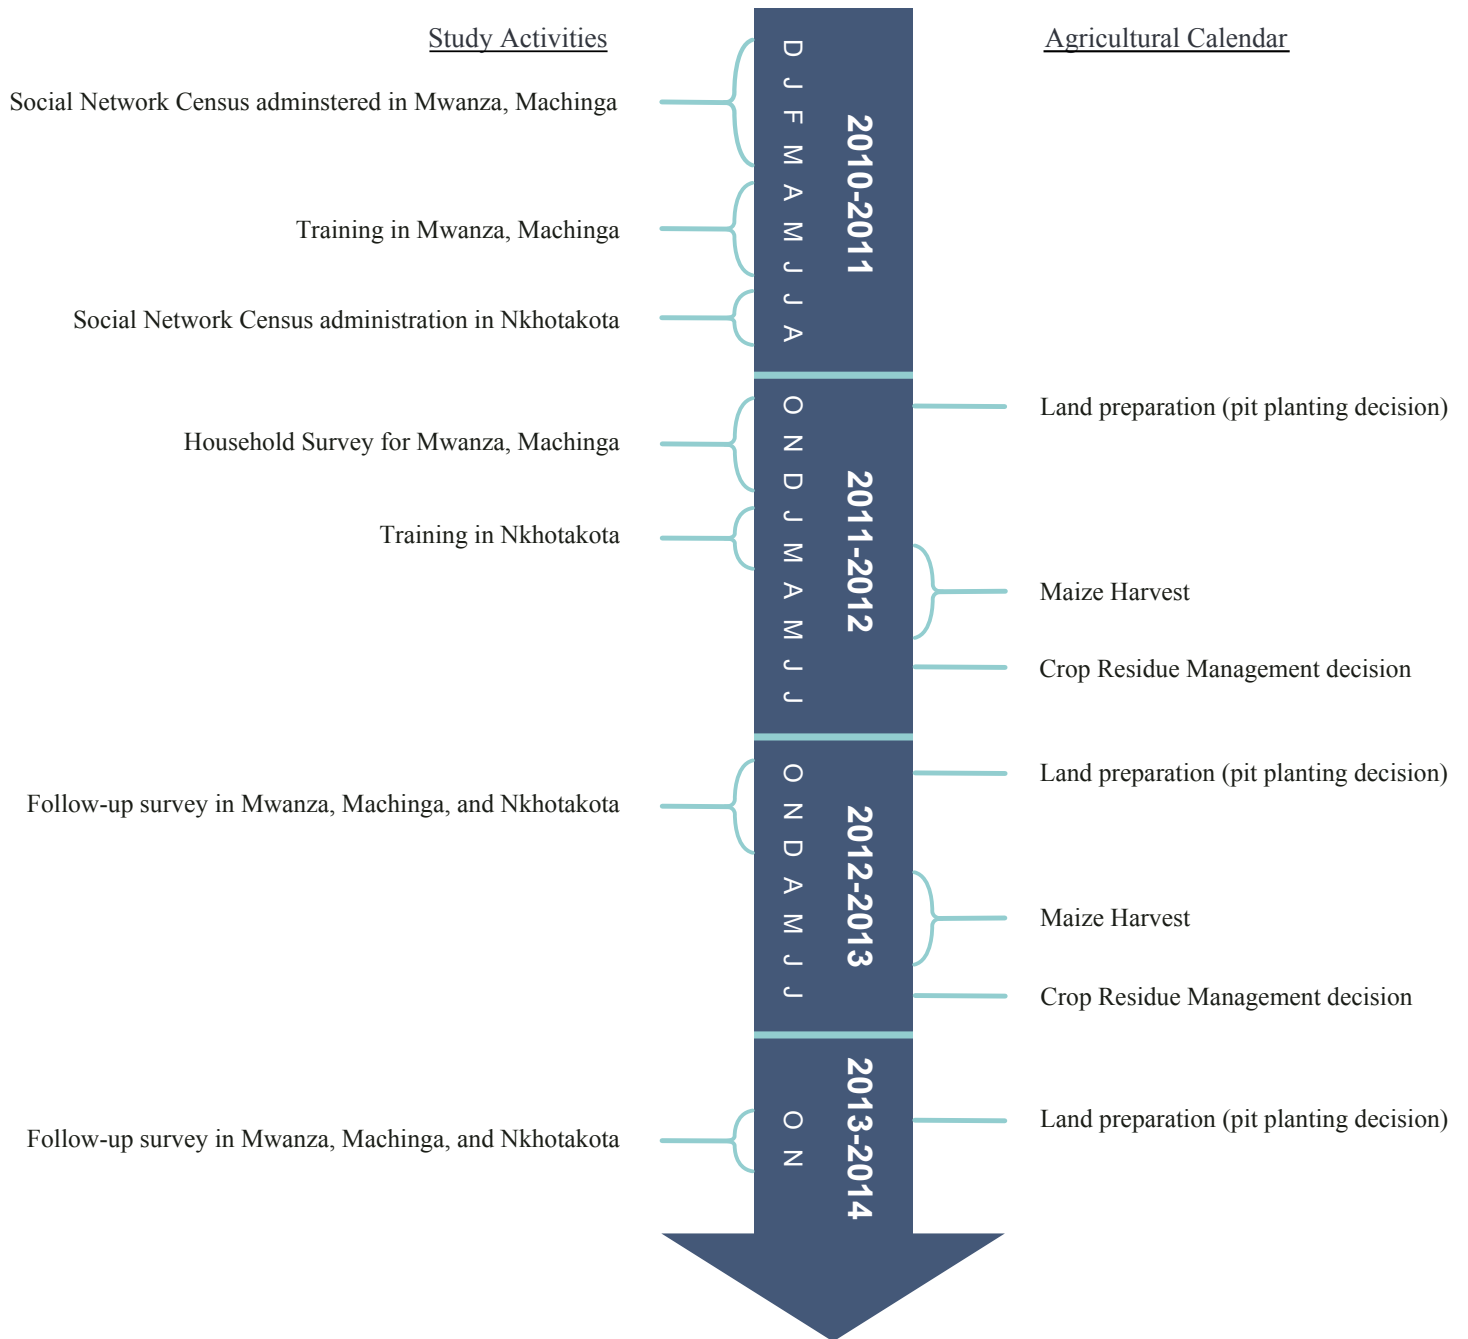 Study Activities
Agricultural Calendar
Social Network Census adminstered in Mwanza, Machinga
Training in Mwanza, Machinga
Social Network Census administration in Nkhotakota
D
J
F
M
A
M
J
J
A
2010-2011
Household Survey for Mwanza, Machinga
Training in Nkhotakota
O
N
D
J
M
A
M
J
J
2011-2012
Land preparation (pit planting decision)
Maize Harvest
Crop Residue Management decision
Follow-up survey in Mwanza, Machinga, and Nkhotakota
O
N
D
A
M
J
J
2012-2013
Land preparation (pit planting decision)
Maize Harvest
Crop Residue Management decision
Follow-up survey in Mwanza, Machinga, and Nkhotakota
O
N
2013-2014
Land preparation (pit planting decision)